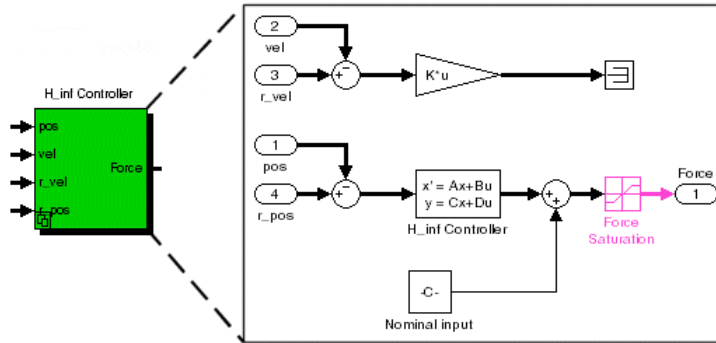 H_inf Controller
pos
vel
r_vel
r_pos
Force
2
vel
3
r_vel
+
−
K*u
1
pos
4
r_pos
+
−
x' = Ax+Bu
y = Cx+Du
H_inf Controller
+
+
Force
Saturation
Force
1
-C-
Nominal input